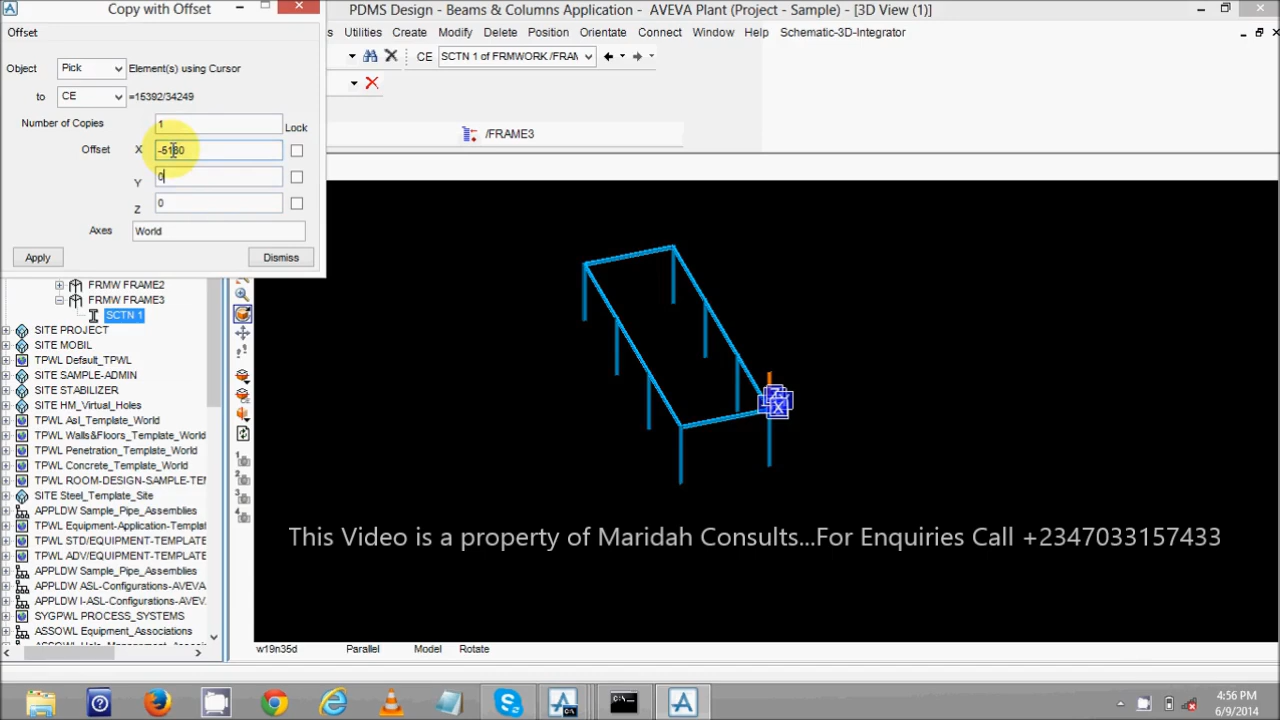 Copy with Offset
PDMS Design - Beams & Columns Application - AVEVA Plant (Project - Sample) - [3D View (1)]
Offset
Utilities Create Modify Delete Position Orientate Connect Window Help Schematic-3D-Integrator
CE SCTN 1 of FRMWORK /FRAM
Object Pick Element(s) using Cursor
to CE =15392/34249
Number of Copies 1 Lock
Offset X
Y 0
Z 0
/FRAME3
Axes World
Apply Dismiss
FRMW FRAME2
FRMW FRAME3
SCTN 1
SITE PROJECT
SITE MOBIL
TPWL Default_TPWL
SITE SAMPLE-ADMIN
SITE STABILIZER
SITE HM_Virtual_Holes
TPWL Asl_Template_World
TPWL Walls&Floors_Template_World
TPWL Penetration_Template_World
TPWL Concrete_Template_World
TPWL ROOM-DESIGN-SAMPLE-TEM
SITE Steel_Template_Site
APPLDW Sample_Pipe_Assemblies
TPWL Equipment-Application-Templat
TPWL STD/EQUIPMENT-TEMPLATE
TPWL ADV/EQUIPMENT-TEMPLATE
APPLDW Sample_Pipe_Assemblies
APPLDW ASL-Configurations-AVEVA
APPLDW I-ASL-Configurations-AVEV
SYGPWL PROCESS_SYSTEMS
ASSOWL Equipment_Associations
Z
X
1
2
3
4
This Video is a property of Maridah Consults...For Enquiries Call +2347033157433
w19n35d Parallel Model Rotate
4:56 PM
6/9/2014